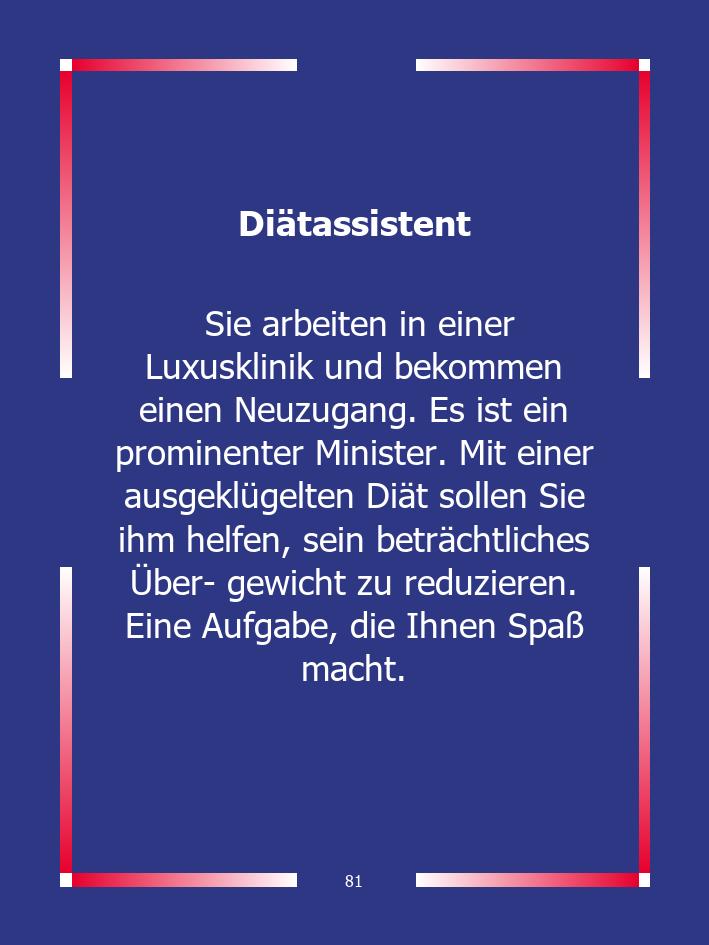 Diätassistent
Sie arbeiten in einer
Luxusklinik und bekommen
einen Neuzugang. Es ist ein
prominenter Minister. Mit einer
ausgeklügelten Diät sollen Sie
ihm helfen, sein beträchtliches
Über- gewicht zu reduzieren.
Eine Aufgabe, die Ihnen Spaß
macht.
81